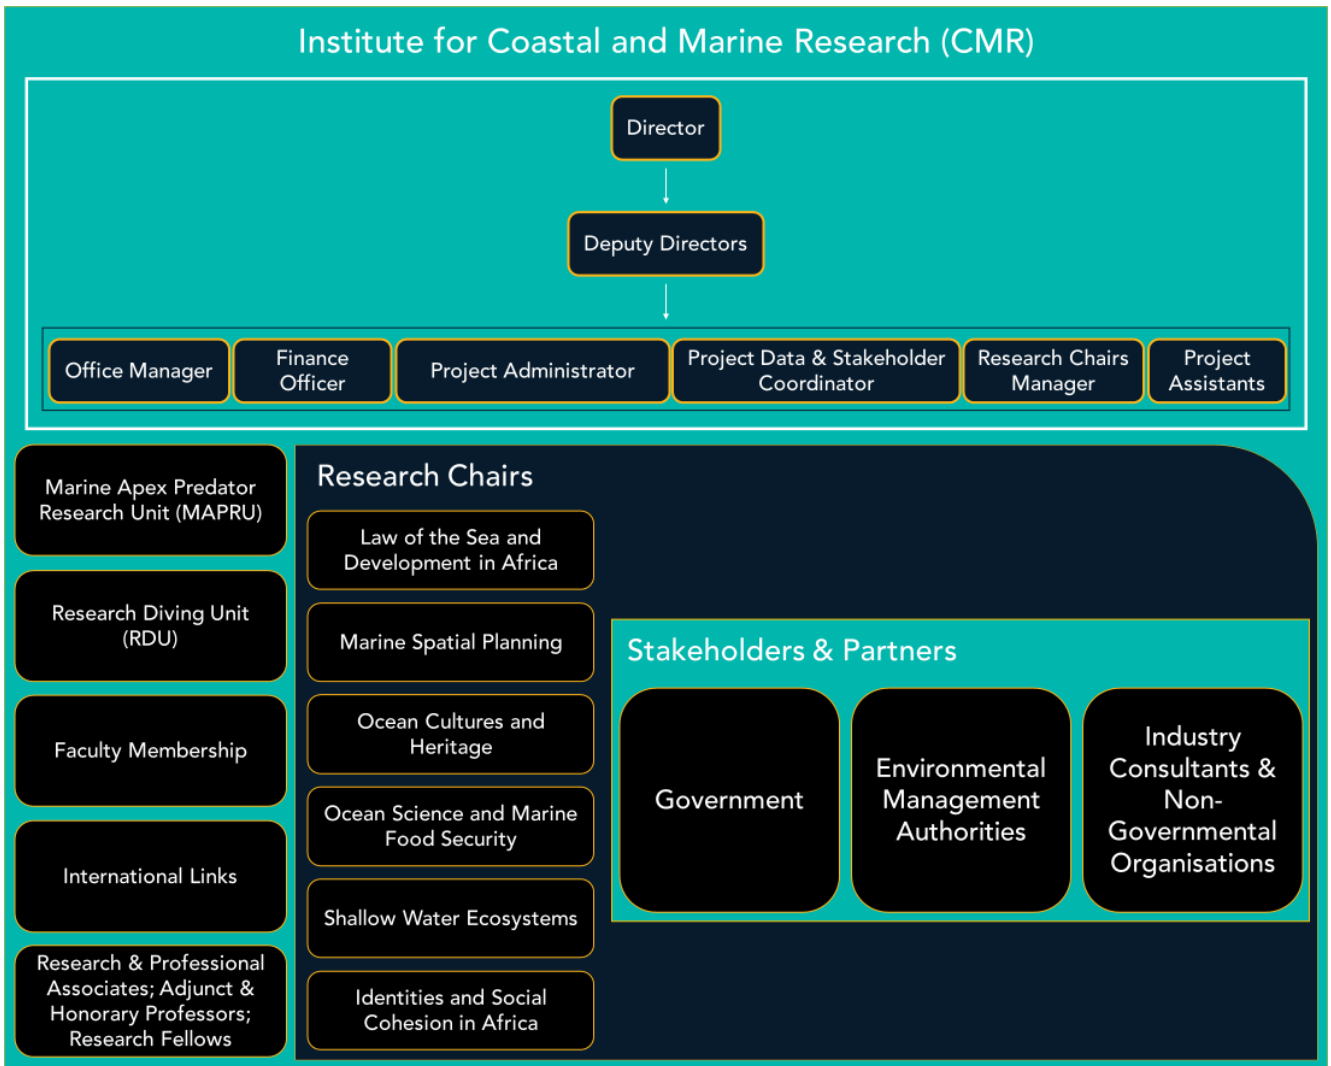 Institute for Coastal and Marine Research (CMR)
Director
Deputy Directors
Office Manager
Finance
Officer
Project Administrator
Project Data & Stakeholder
Coordinator
Research Chairs
Manager
Project
Assistants
Marine Apex Predator
Research Unit (MAPRU)
Research Diving Unit
(RDU)
Faculty Membership
International Links
Research & Professional
Associates; Adjunct &
Honorary Professors;
Research Fellows
Research Chairs
Law of the Sea and
Development in Africa
Marine Spatial Planning
Ocean Cultures and
Heritage
Ocean Science and Marine
Food Security
Shallow Water Ecosystems
Identities and Social
Cohesion in Africa
Stakeholders & Partners
Government
Environmental
Management
Authorities
Industry
Consultants &
Non-
Governmental
Organisations